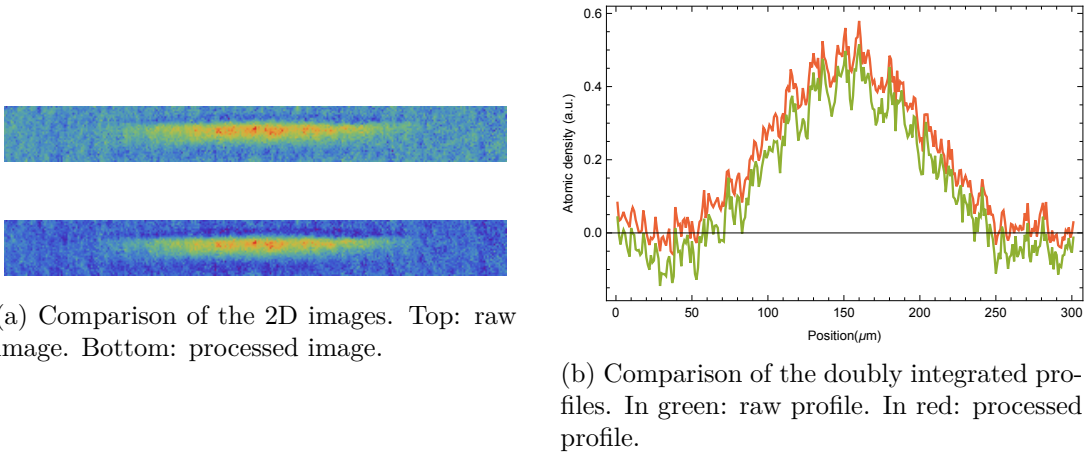 (a) Comparison of the 2D images. Top: raw
image. Bottom: processed image.
0.6
0.4
0.2
0.0
Atomic density (a.u.)
0 50 100 150 200 250 300
Position(μm)
(b) Comparison of the doubly integrated pro-
files. In green: raw profile. In red: processed
profile.